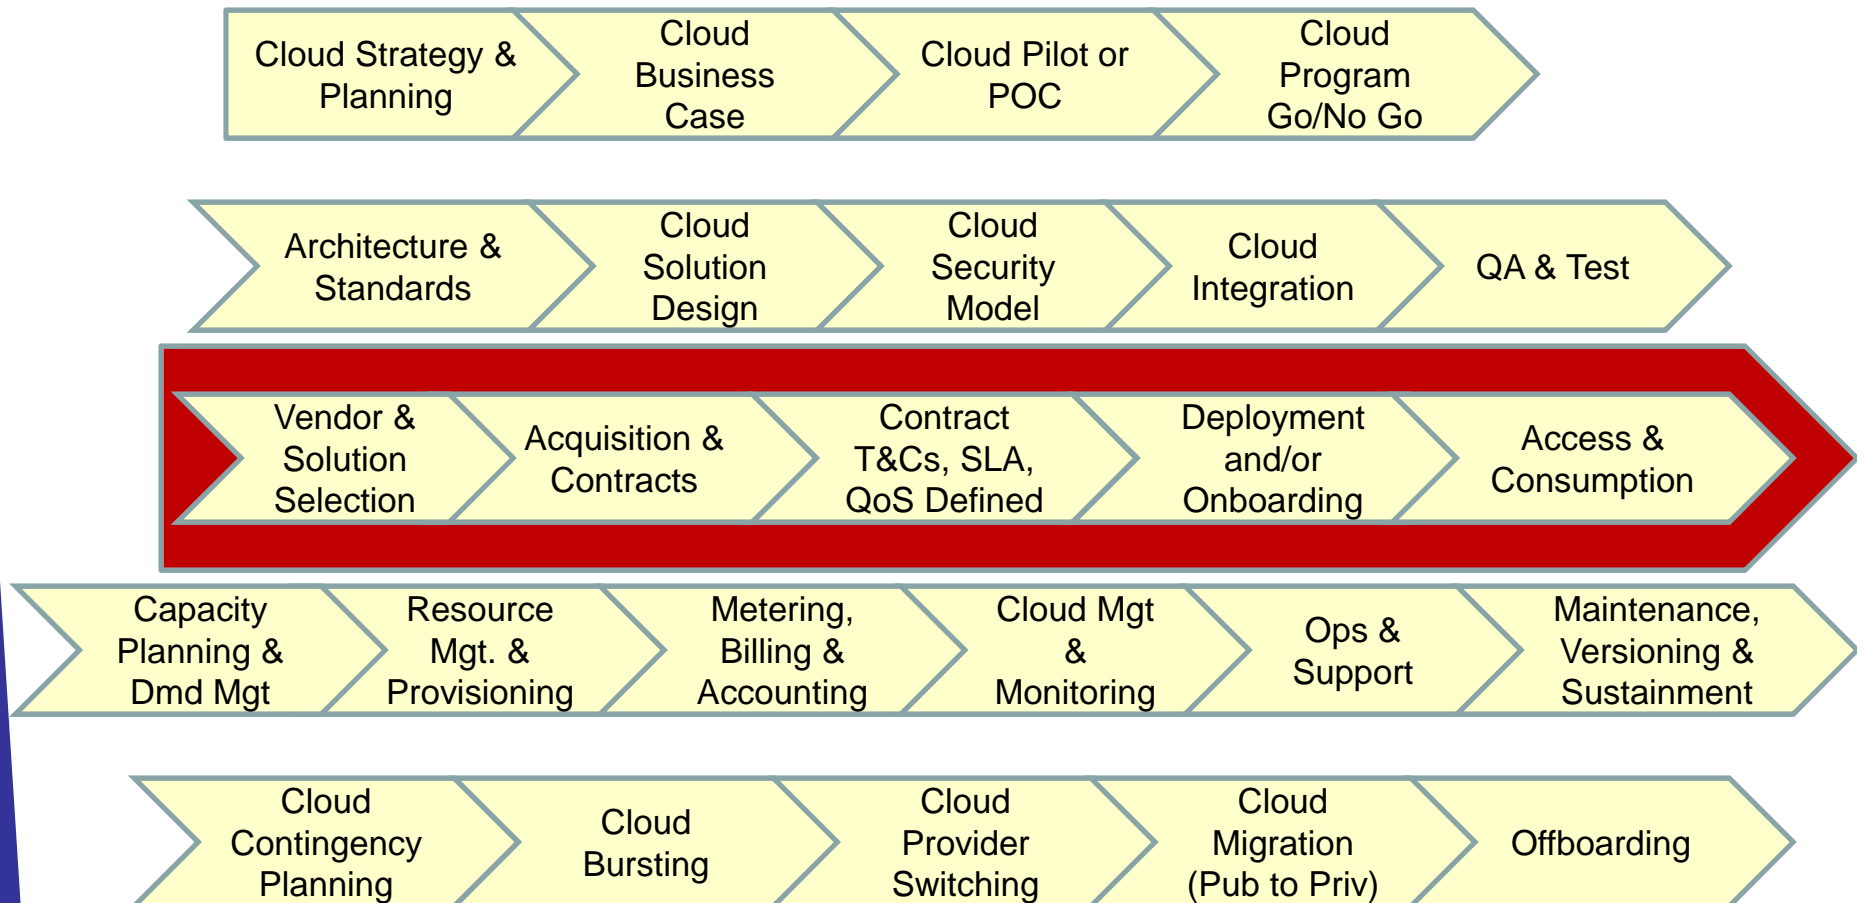 Cloud Strategy &
Planning
Cloud
Business
Case
Cloud Pilot or
POC
Cloud
Program
Go/No Go
Architecture &
Standards
Cloud
Solution
Design
Cloud
Security
Model
Cloud
Integration
QA & Test
Vendor &
Solution
Selection
Acquisition &
Contracts
Contract
T&Cs, SLA,
QoS Defined
Deployment
and/or
Onboarding
Access &
Consumption
Capacity
Planning &
Dmd Mgt
Resource
Mgt. &
Provisioning
Metering,
Billing &
Accounting
Cloud Mgt
&
Monitoring
Ops &
Support
Maintenance,
Versioning &
Sustainment
Cloud
Contingency
Planning
Cloud
Bursting
Cloud
Provider
Switching
Cloud
Migration
(Pub to Priv)
Offboarding